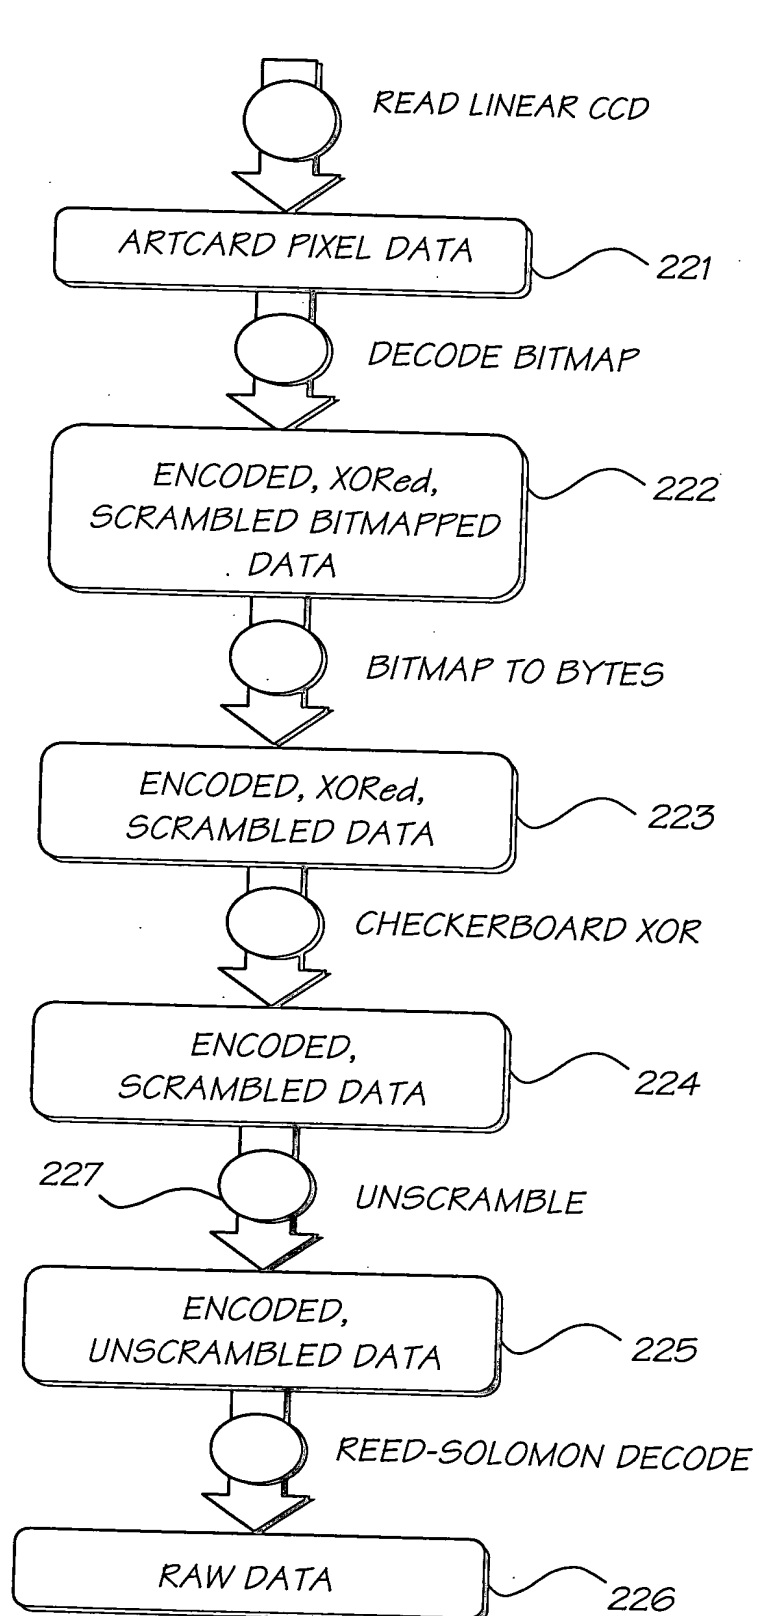 READ LINEAR CCD
ARTCARD PIXEL DATA
221
DECODE BITMAP
ENCODED, XORed,
SCRAMBLED BITMAPPED
DATA
222
BITMAP TO BYTES
ENCODED, XORed,
SCRAMBLED DATA
223
CHECKERBOARD XOR
ENCODED,
SCRAMBLED DATA
224
227
UNSCRAMBLE
ENCODED,
UNSCRAMBLED DATA
225
REED-SOLOMON DECODE
RAW DATA
226